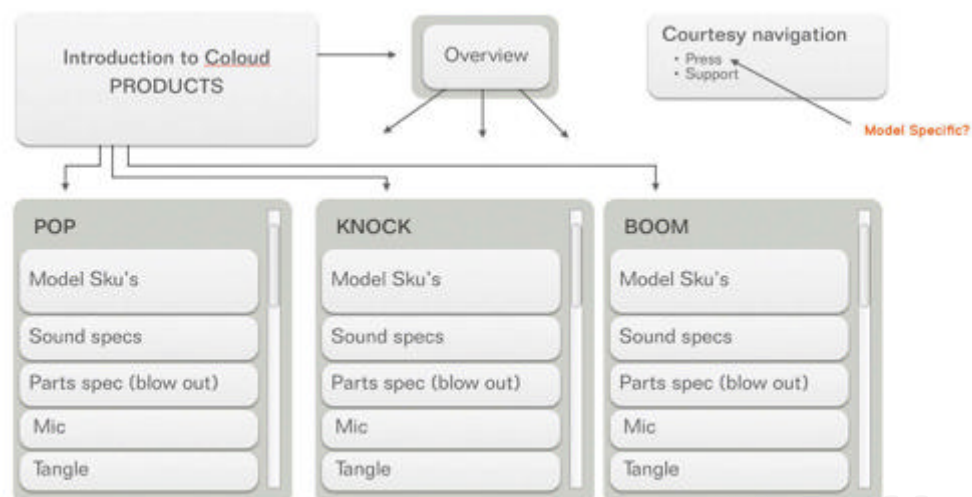 Introduction to Coloud
PRODUCTS
Overview
Courtesy navigation
• Press
• Support
Model Specific?
POP
Model Sku's
Sound specs
Parts spec (blow out)
Mic
Tangle
KNOCK
Model Sku's
Sound specs
Parts spec (blow out)
Mic
Tangle
BOOM
Model Sku's
Sound specs
Parts spec (blow out)
Mic
Tangle